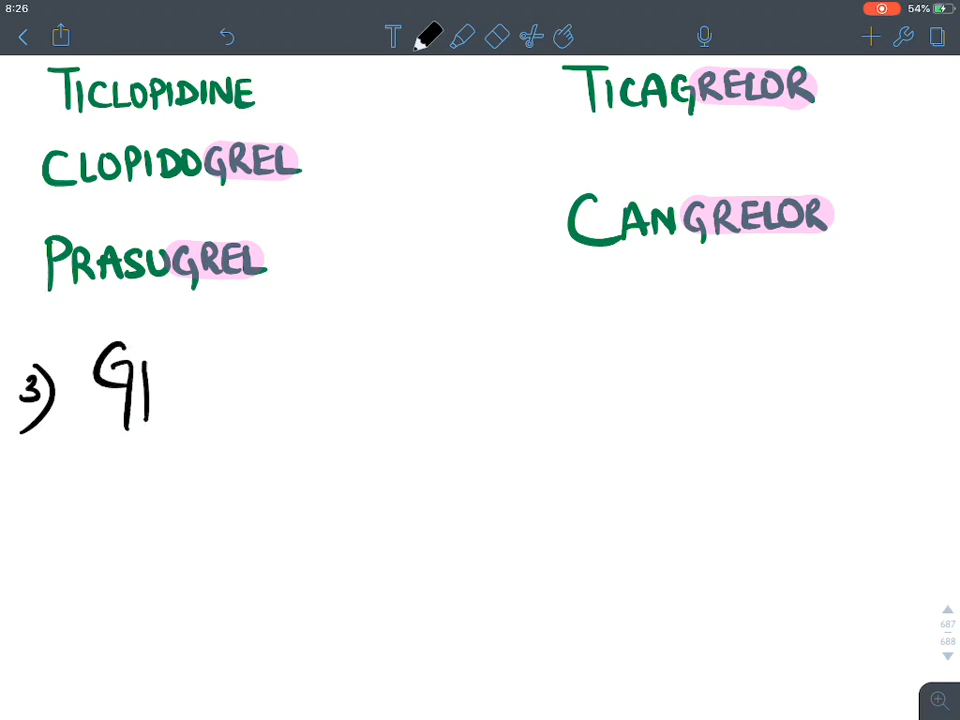 8:26
54%
T
TICLOPIDINE
TICAGRELOR
CLOPIDOGREL
CANGRELOR
PRASUGREL
3) G
687
688